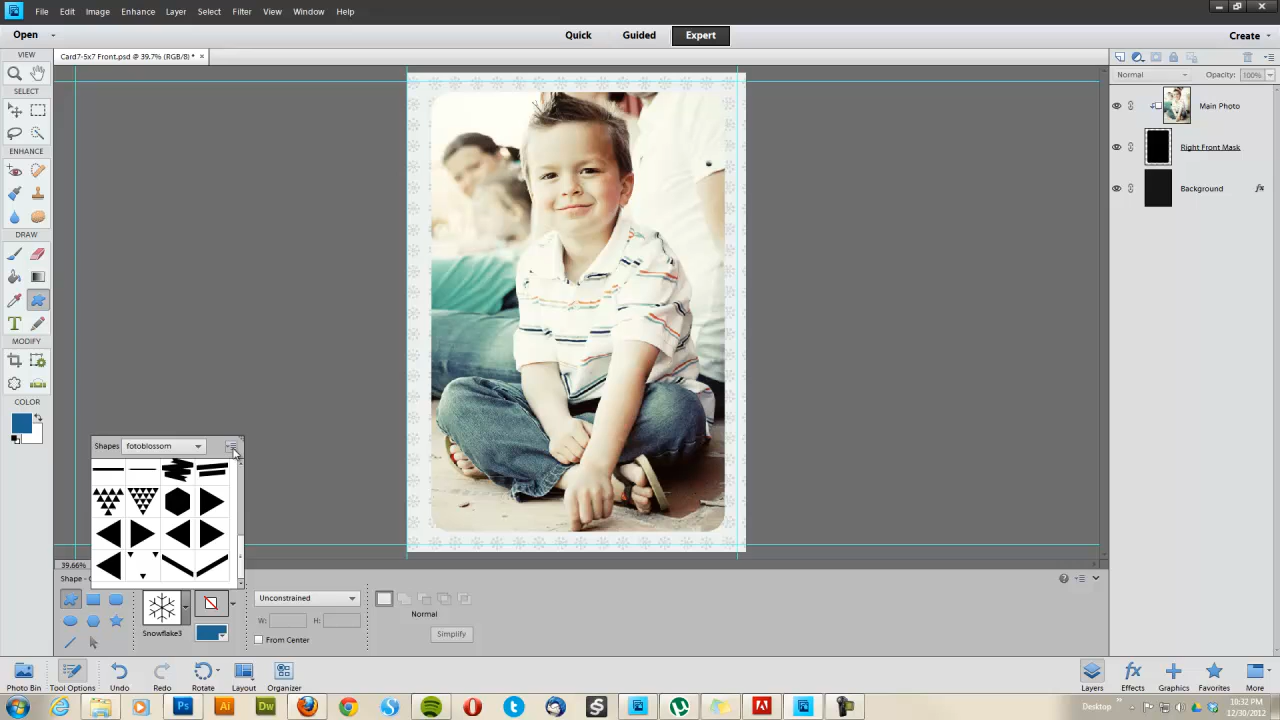 File Edit Image Enhance Layer Select Filter View Window Help
Open Quick Guided Expert Create
VIEW
Card7-5x7 Front.psd @ 39.7% (RGB/8) * ×
Opacity: 100%
SELECT
Main Photo
ENHANCE
Right Front Mask
Background fx
DRAW
MODIFY
COLOR
Shapes fotoblossom
39.66%
Shape -
Unconstrained
W: H:
Normal
From Center
Simplify
Snowflake3
Photo Bin Tool Options Undo Redo Rotate Layout Organizer
Layers Effects Graphics Favorites More
Desktop
10:32 PM
12/30/2012